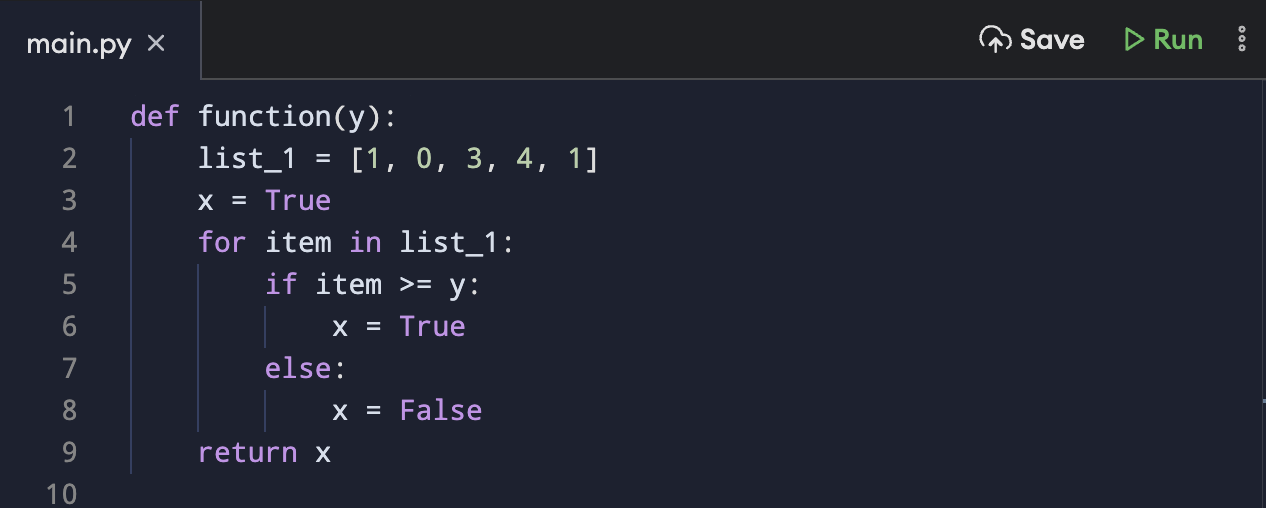 main.py ×
Save Run
1 def function(y):
2     list_1 = [1, 0, 3, 4, 1]
3     x = True
4     for item in list_1:
5         if item >= y:
6             x = True
7         else:
8             x = False
9     return x
10